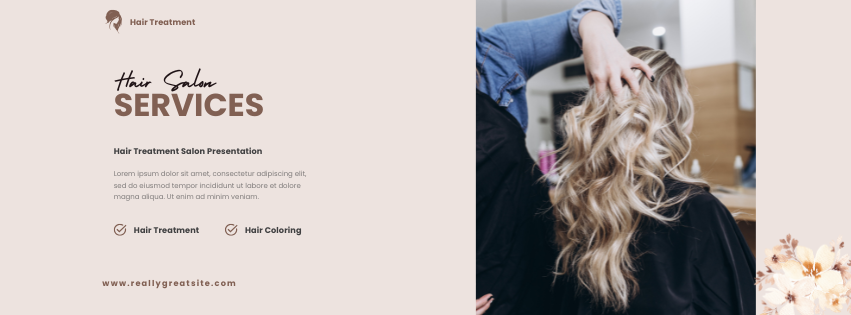 Hair Treatment
Hair Salon
SERVICES
Hair Treatment Salon Presentation
Lorem ipsum dolor sit amet, consectetur adipiscing elit,
sed do eiusmod tempor incididunt ut labore et dolore
magna aliqua. Ut enim ad minim veniam.
Hair Treatment Hair Coloring
www.reallygreatsite.com